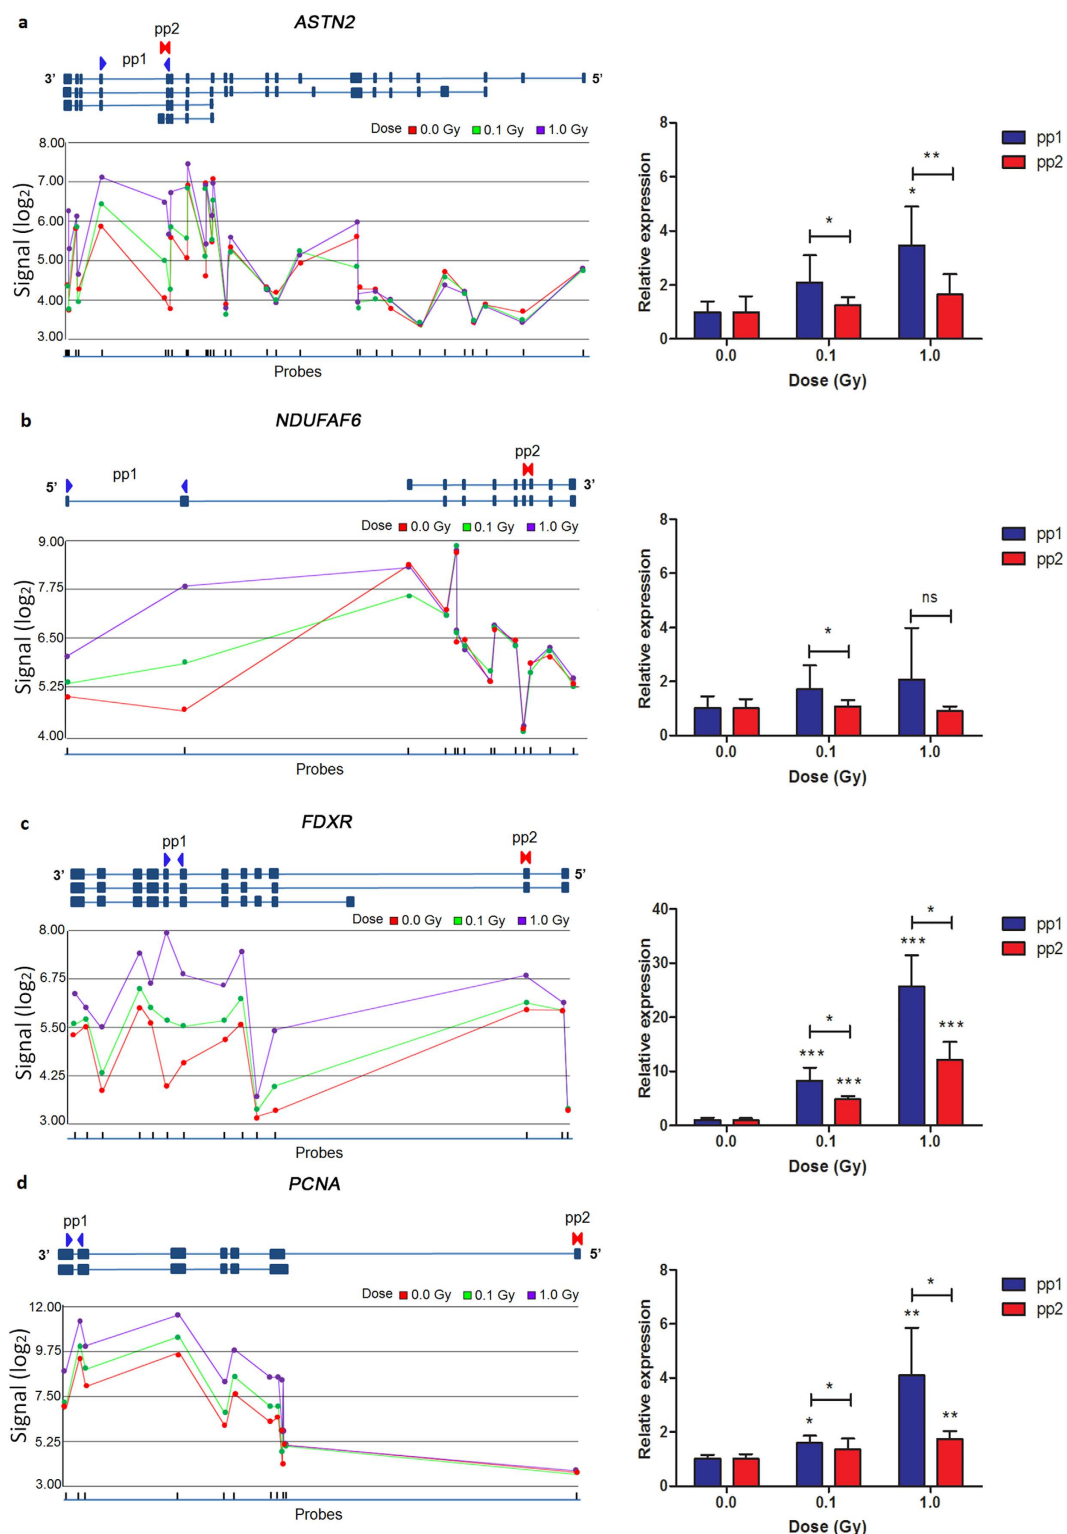 a
ASTN2
pp2
pp1
3’ 5’
Dose 0.0 Gy 0.1 Gy 1.0 Gy
8.00
7.00
6.00
5.00
4.00
3.00
Signal (log2)
Probes
8
6
4
2
0
Relative expression
* * **
0.0 0.1 1.0
Dose (Gy)
pp1
pp2
b
NDUFAF6
pp2
pp1
5’ 3’
Dose 0.0 Gy 0.1 Gy 1.0 Gy
9.00
7.75
6.50
5.25
4.00
Signal (log2)
Probes
8
6
4
2
0
Relative expression
* ns
0.0 0.1 1.0
Dose (Gy)
pp1
pp2
c
FDXR
pp1 pp2
3’ 5’
Dose 0.0 Gy 0.1 Gy 1.0 Gy
8.00
6.75
5.50
4.25
3.00
Signal (log2)
Probes
40
30
20
10
0
Relative expression
*** * *** *** * ***
0.0 0.1 1.0
Dose (Gy)
pp1
pp2
d
PCNA
pp1 pp2
3’ 5’
Dose 0.0 Gy 0.1 Gy 1.0 Gy
12.00
9.75
7.50
5.25
3.00
Signal (log2)
Probes
8
6
4
2
0
Relative expression
* * ** * **
0.0 0.1 1.0
Dose (Gy)
pp1
pp2